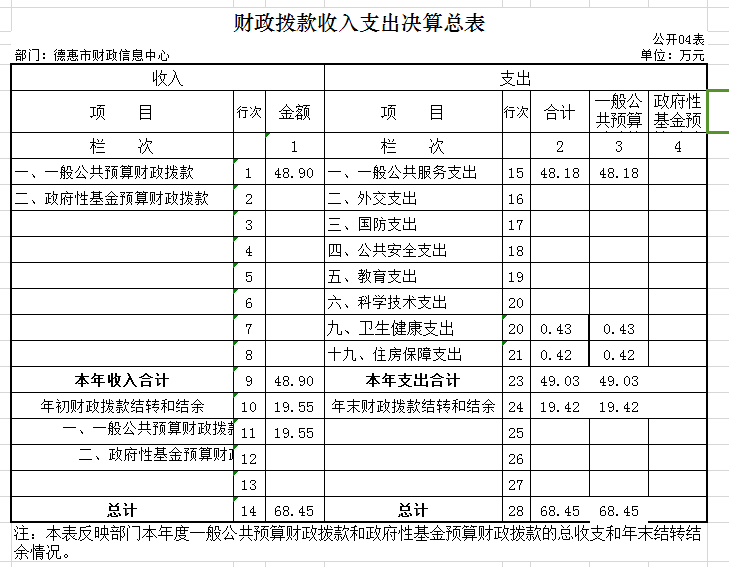 财政拨款收入支出决算总表
公开04表
部门：德惠市财政信息中心 单位：万元
收入 支出
项 目 行次 金额 项 目 行次 合计 一般公共预算 政府性基金预
栏 次 1 栏 次 2 3 4
一、一般公共预算财政拨款 1 48.90 一、一般公共服务支出 15 48.18 48.18
二、政府性基金预算财政拨款 2 二、外交支出 16
3 三、国防支出 17
4 四、公共安全支出 18
5 五、教育支出 19
6 六、科学技术支出 20
7 九、卫生健康支出 20 0.43 0.43
8 十九、住房保障支出 21 0.42 0.42
本年收入合计 9 48.90 本年支出合计 23 49.03 49.03
年初财政拨款结转和结余 10 19.55 年末财政拨款结转和结余 24 19.42 19.42
一、一般公共预算财政拨 11 19.55 25
二、政府性基金预算财 12 26
13 27
总计 14 68.45 总计 28 68.45 68.45
注：本表反映部门本年度一般公共预算财政拨款和政府性基金预算财政拨款的总收支和年末结转结
余情况。